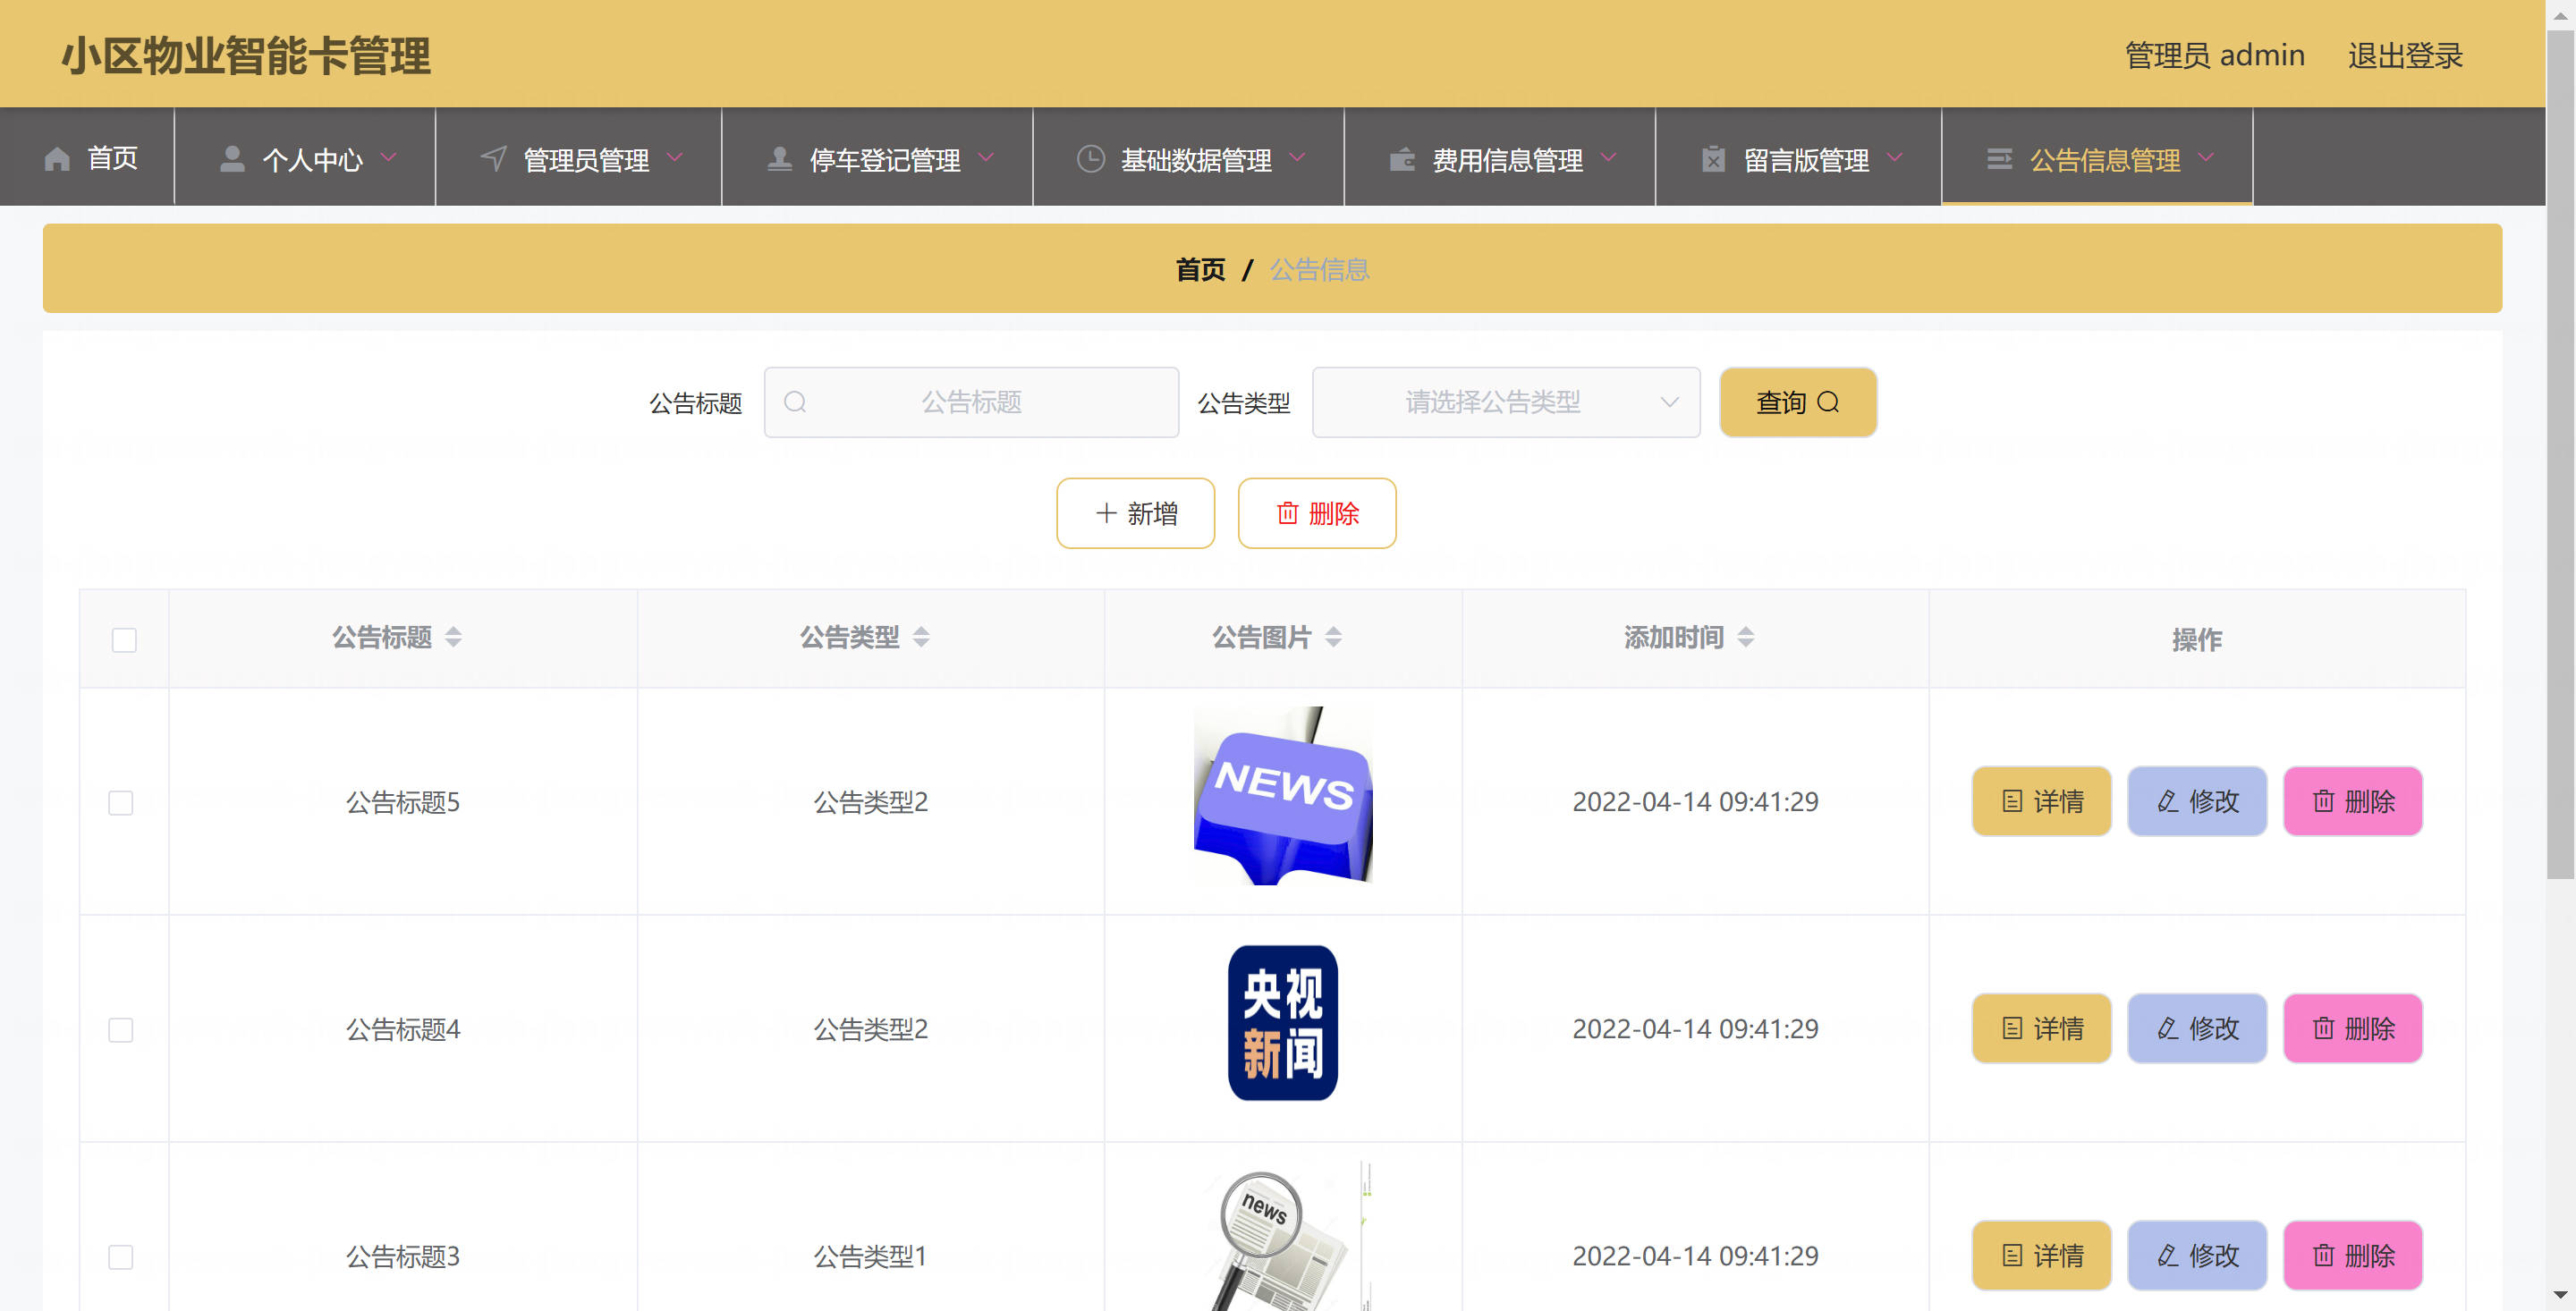 小区物业智能卡管理
管理员 admin 退出登录
首页 个人中心 管理员管理 停车登记管理 基础数据管理 费用信息管理 留言版管理 公告信息管理
首页 / 公告信息
公告标题 公告标题 公告类型 请选择公告类型 查询
新增 删除
公告标题 公告类型 公告图片 添加时间 操作
NEWS
公告标题5 公告类型2 2022-04-14 09:41:29 详情 修改 删除
央视
新闻
公告标题4 公告类型2 2022-04-14 09:41:29 详情 修改 删除
news
公告标题3 公告类型1 2022-04-14 09:41:29 详情 修改 删除